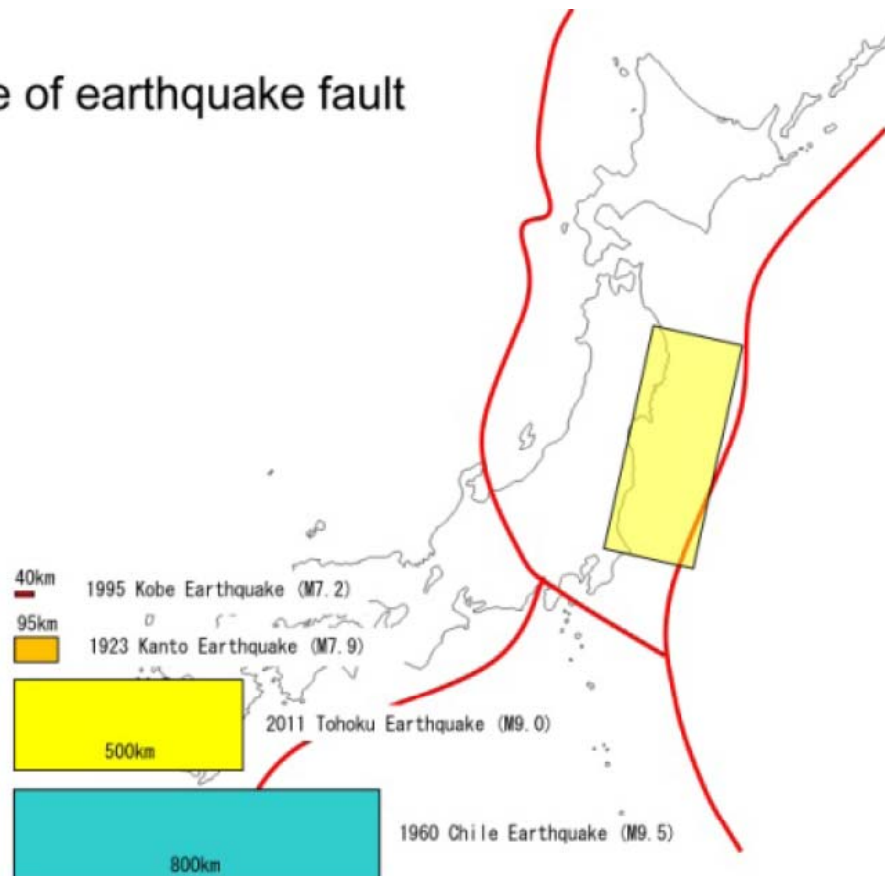 e of earthquake fault
40km
1995 Kobe Earthquake (M7.2)
95km
1923 Kanto Earthquake (M7.9)
2011 Tohoku Earthquake (M9.0)
500km
1960 Chile Earthquake (M9.5)
800km